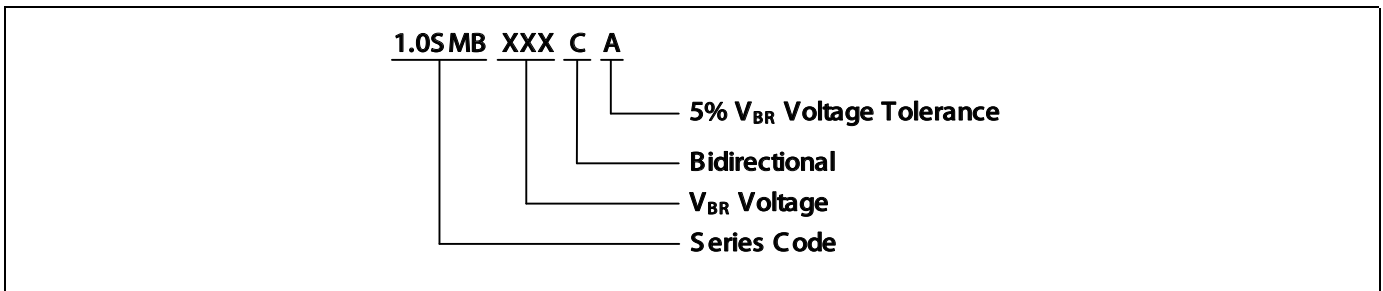 1.0SMB XXX C A
5% VBR Voltage Tolerance
Bidirectional
VBR Voltage
Series Code